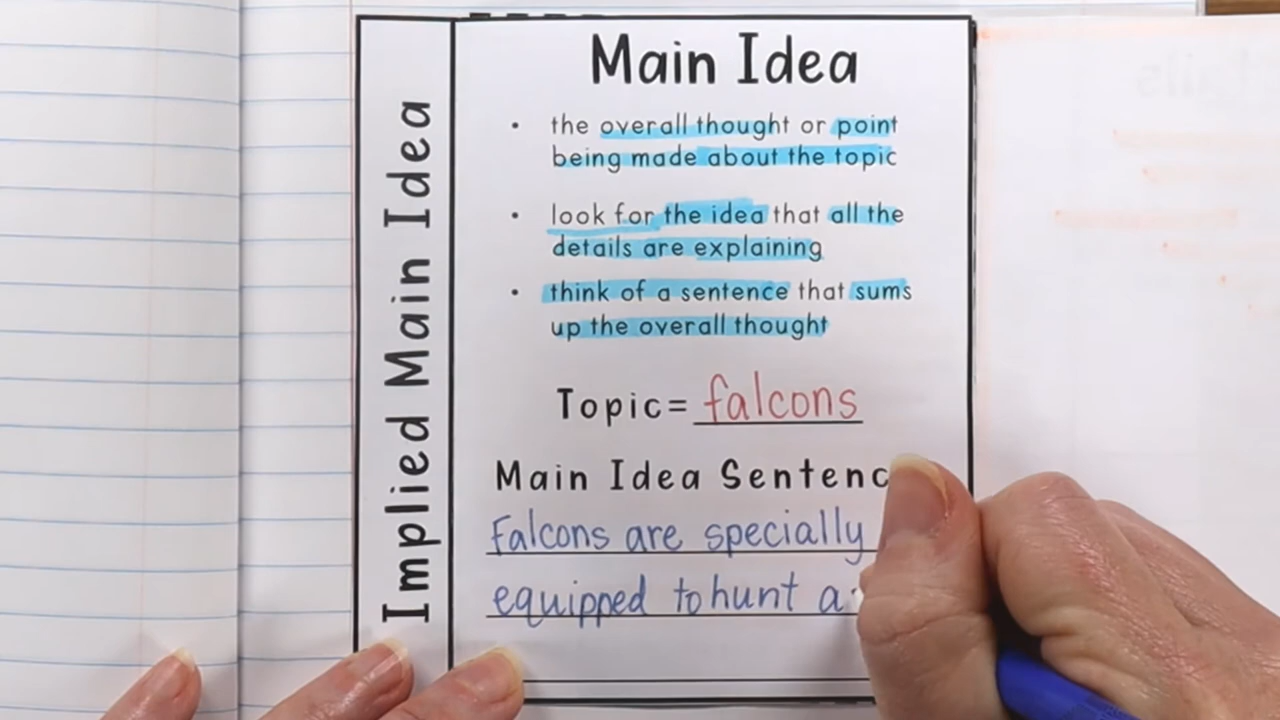 Implied Main Idea
Main Idea
• the overall thought or point
being made about the topic
• look for the idea that all the
details are explaining
• think of a sentence that sums
up the overall thought
Topic= falcons
Main Idea Sentenc
Falcons are specially
equipped to hunt a